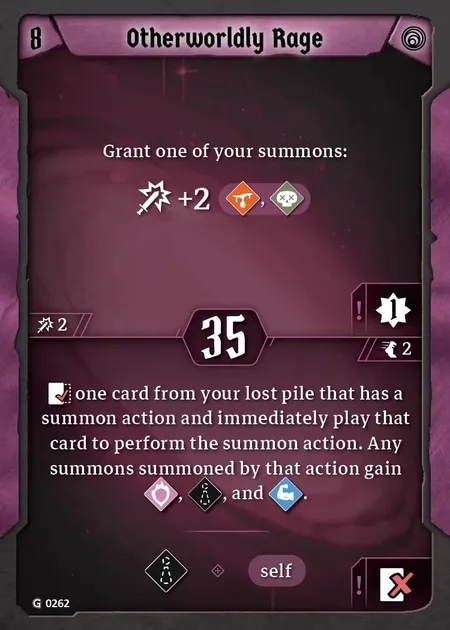 8 Otherworldly Rage
Grant one of your summons:
+2 ,
1
2
35
2
one card from your lost pile that has a
summon action and immediately play that
card to perform the summon action. Any
summons summoned by that action gain
, , and .
self
! 
!
G 0262